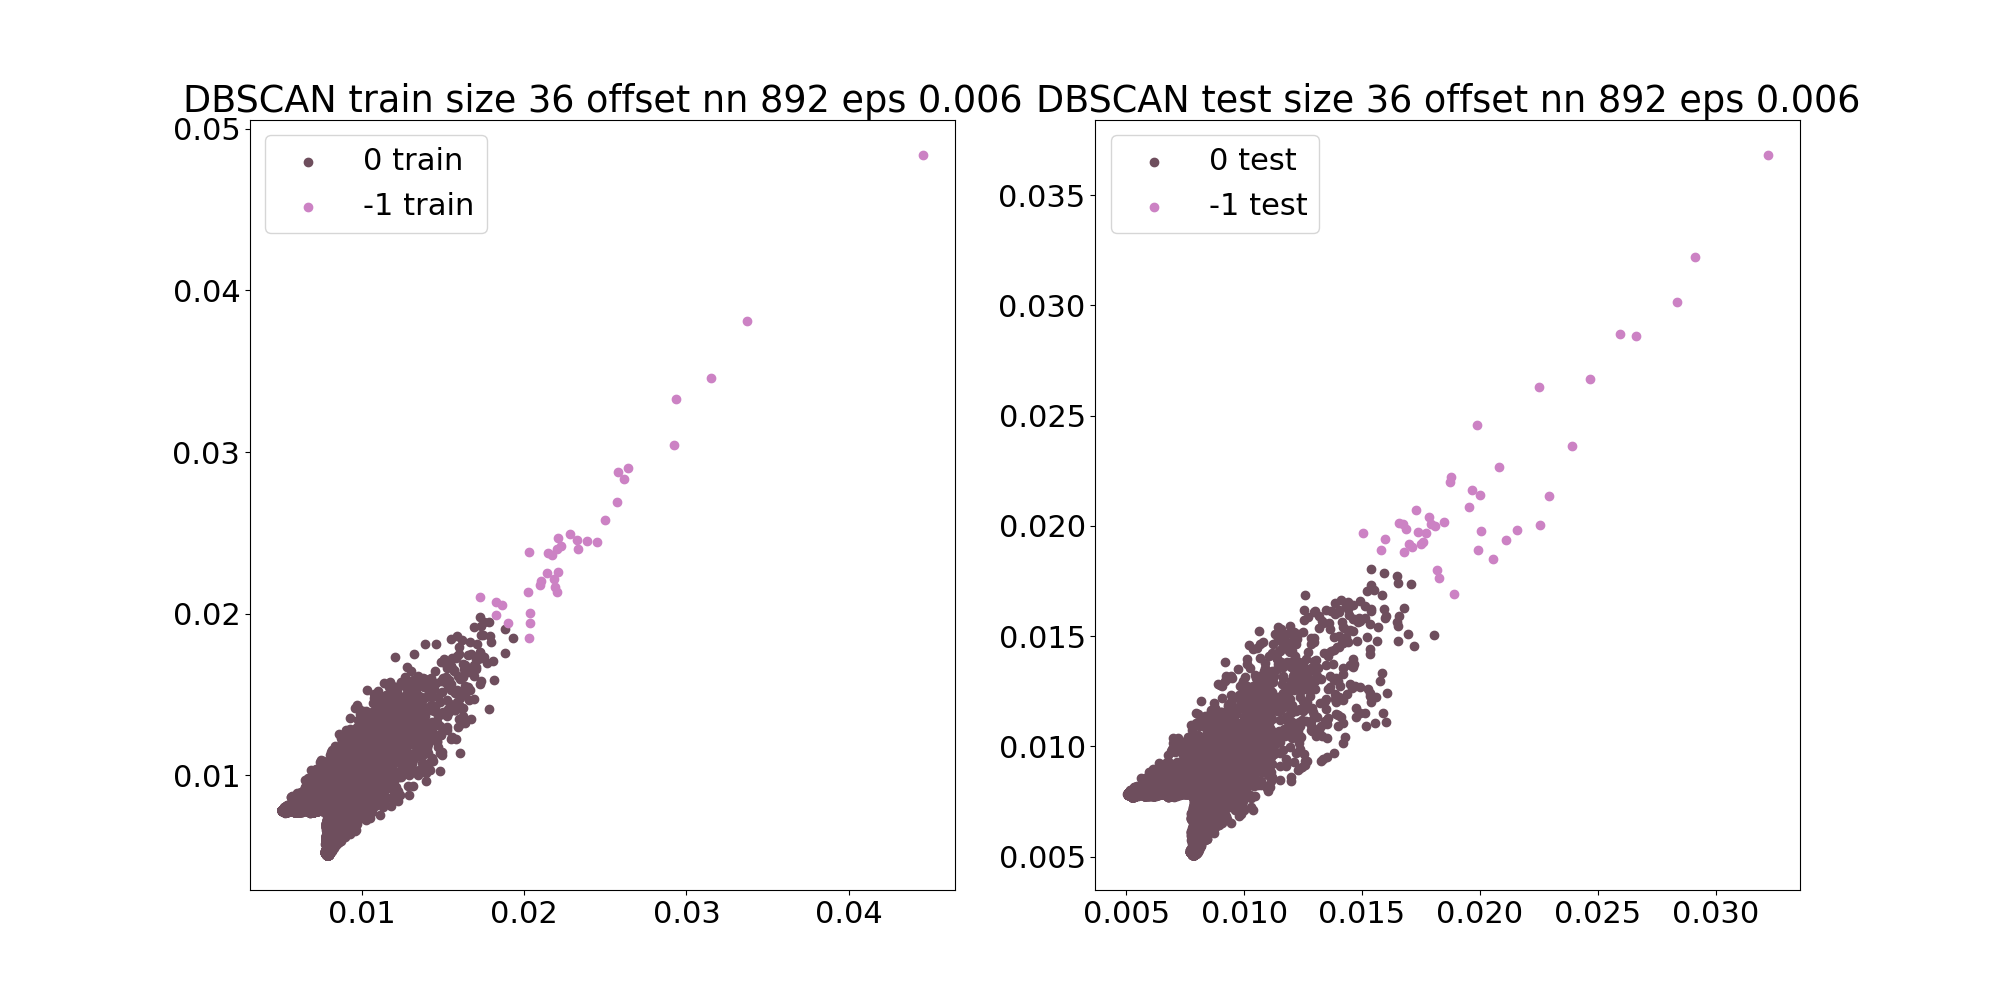 DBSCAN train size 36 offset nn 892 eps 0.006
0 train
-1 train
0.05
0.04
0.03
0.02
0.01
0.01 0.02 0.03 0.04
DBSCAN test size 36 offset nn 892 eps 0.006
0 test
-1 test
0.035
0.030
0.025
0.020
0.015
0.010
0.005
0.005 0.010 0.015 0.020 0.025 0.030